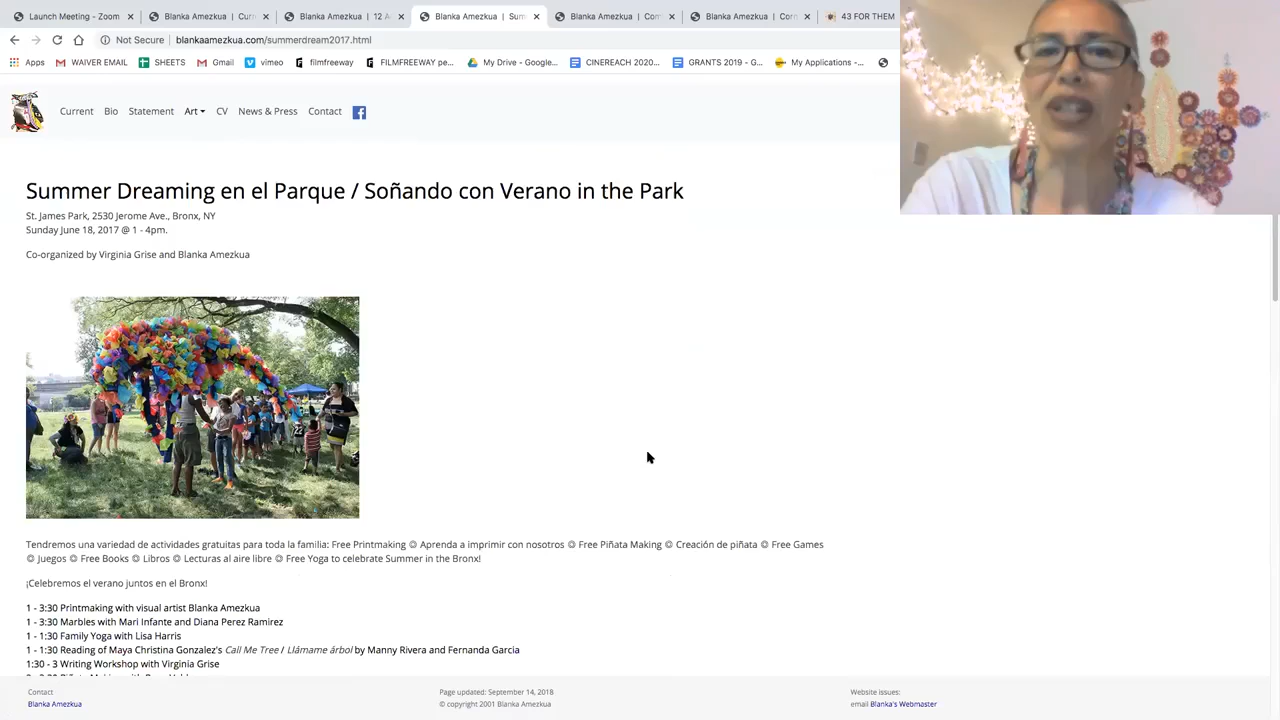 Launch Meeting - Zoom
Blanka Amezkua | Curr
Blanka Amezkua | 12 A
Blanka Amezkua | Sum
Blanka Amezkua | Com
Blanka Amezkua | Corn
43 FOR THEM
Not Secure | blankaamezkua.com/summerdream2017.html
Apps WAIVER EMAIL SHEETS Gmail vimeo filmfreeway FILMFREEWAY pe... My Drive - Google... CINEREACH 2020... GRANTS 2019 - G... My Applications -...
Current Bio Statement Art CV News & Press Contact
Summer Dreaming en el Parque / Soñando con Verano in the Park
St. James Park, 2530 Jerome Ave., Bronx, NY
Sunday June 18, 2017 @ 1 - 4pm.
Co-organized by Virginia Grise and Blanka Amezkua
22
Tendremos una variedad de actividades gratuitas para toda la familia: Free Printmaking ۞ Aprenda a imprimir con nosotros ۞ Free Piñata Making ۞ Creación de piñata ۞ Free Games
۞ Juegos ۞ Free Books ۞ Libros ۞ Lecturas al aire libre ۞ Free Yoga to celebrate Summer in the Bronx!
¡Celebremos el verano juntos en el Bronx!
1 - 3:30 Printmaking with visual artist Blanka Amezkua
1 - 3:30 Marbles with Mari Infante and Diana Perez Ramirez
1 - 1:30 Family Yoga with Lisa Harris
1 - 1:30 Reading of Maya Christina Gonzalez's Call Me Tree / Llámame árbol by Manny Rivera and Fernanda Garcia
1:30 - 3 Writing Workshop with Virginia Grise
Contact
Blanka Amezkua
Page updated: September 14, 2018
© copyright 2001 Blanka Amezkua
Website issues:
email Blanka's Webmaster